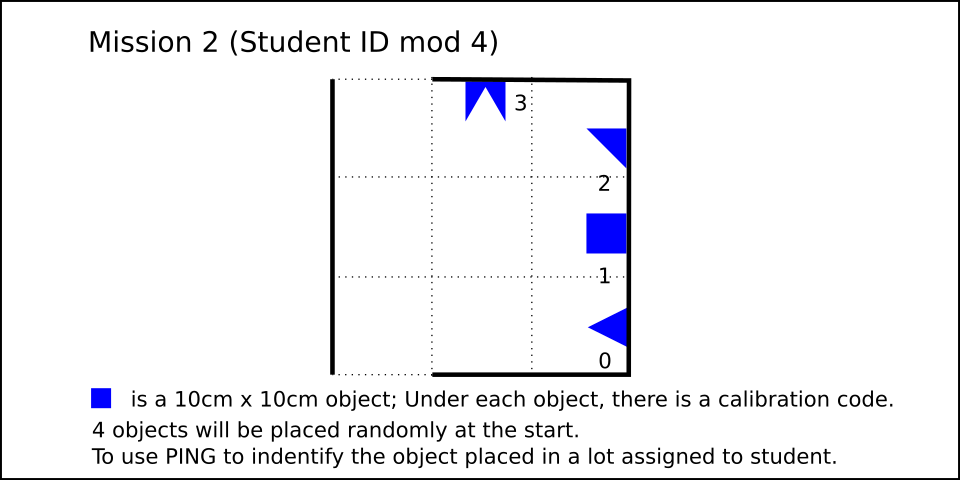 Mission 2 (Student ID mod 4)
3
2
1
0
is a 10cm x 10cm object; Under each object, there is a calibration code.
4 objects will be placed randomly at the start.
To use PING to indentify the object placed in a lot assigned to student.